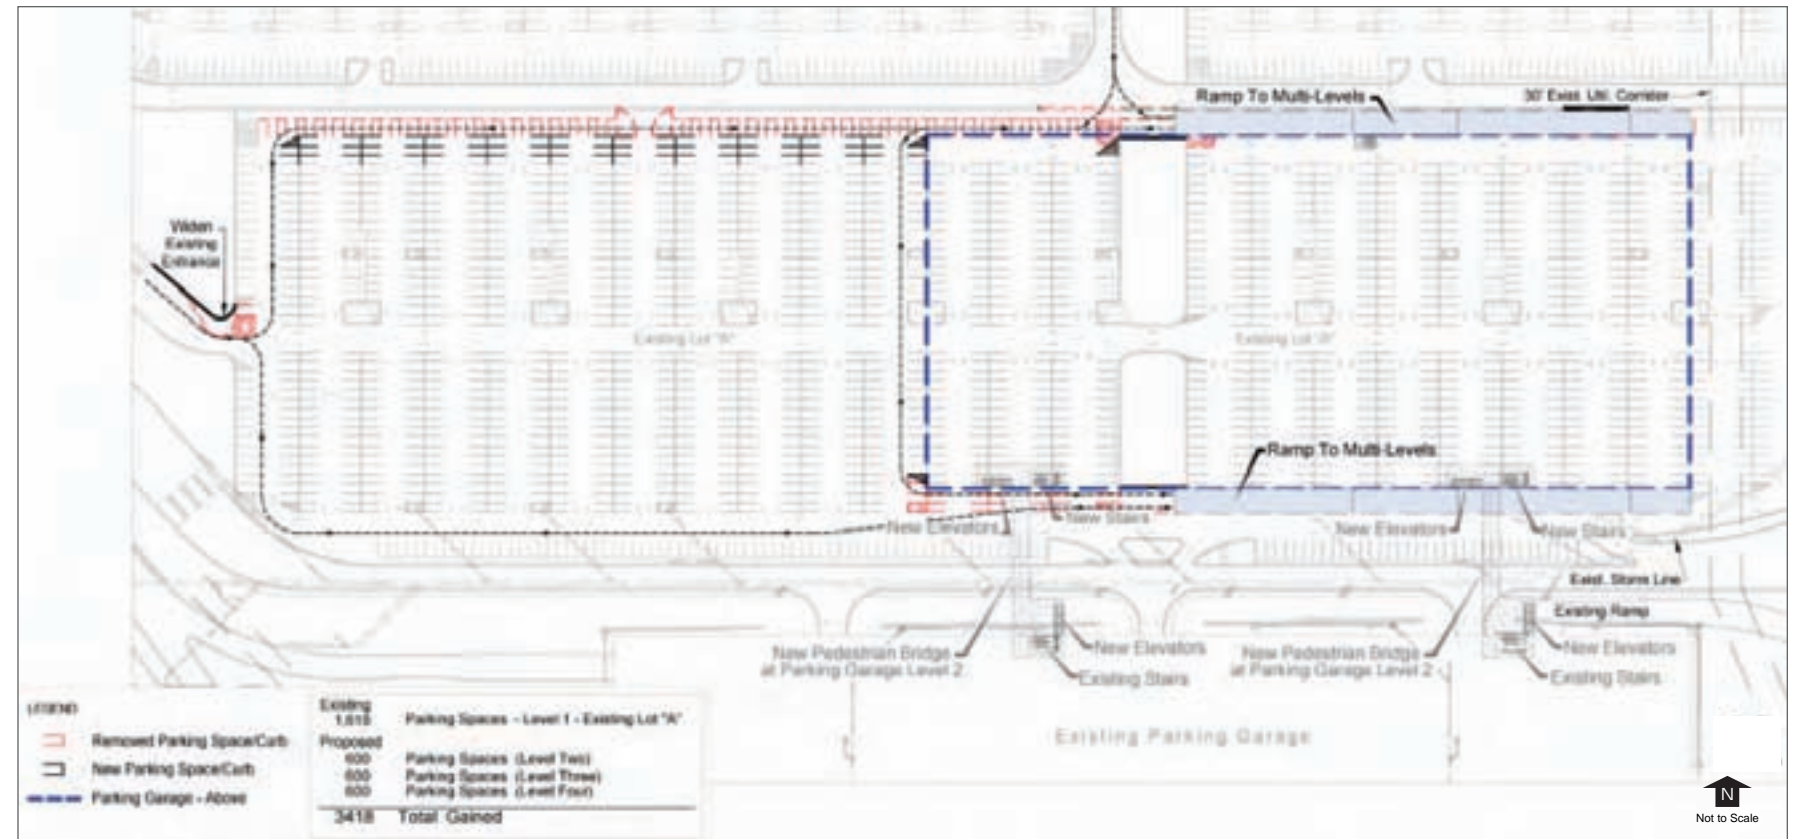 Ramp To Multi-Levels
30' Exist. Util. Corridor
Widen
Existing
Entrance
Existing Lot "A"
Existing Lot "A"
Ramp To Multi-Levels
New Elevators
New Stairs
New Elevators
New Stairs
Exist. Storm Line
Existing Ramp
New Pedestrian Bridge
at Parking Garage Level 2
New Elevators
Existing Stairs
New Pedestrian Bridge
at Parking Garage Level 2
New Elevators
Existing Stairs
Existing Parking Garage
LEGEND
Removed Parking Space/Curb
New Parking Space/Curb
Parking Garage - Above
Existing
1,618 Parking Spaces - Level 1 - Existing Lot "A"
Proposed
600 Parking Spaces (Level Two)
600 Parking Spaces (Level Three)
600 Parking Spaces (Level Four)
3418 Total Gained
N
Not to Scale